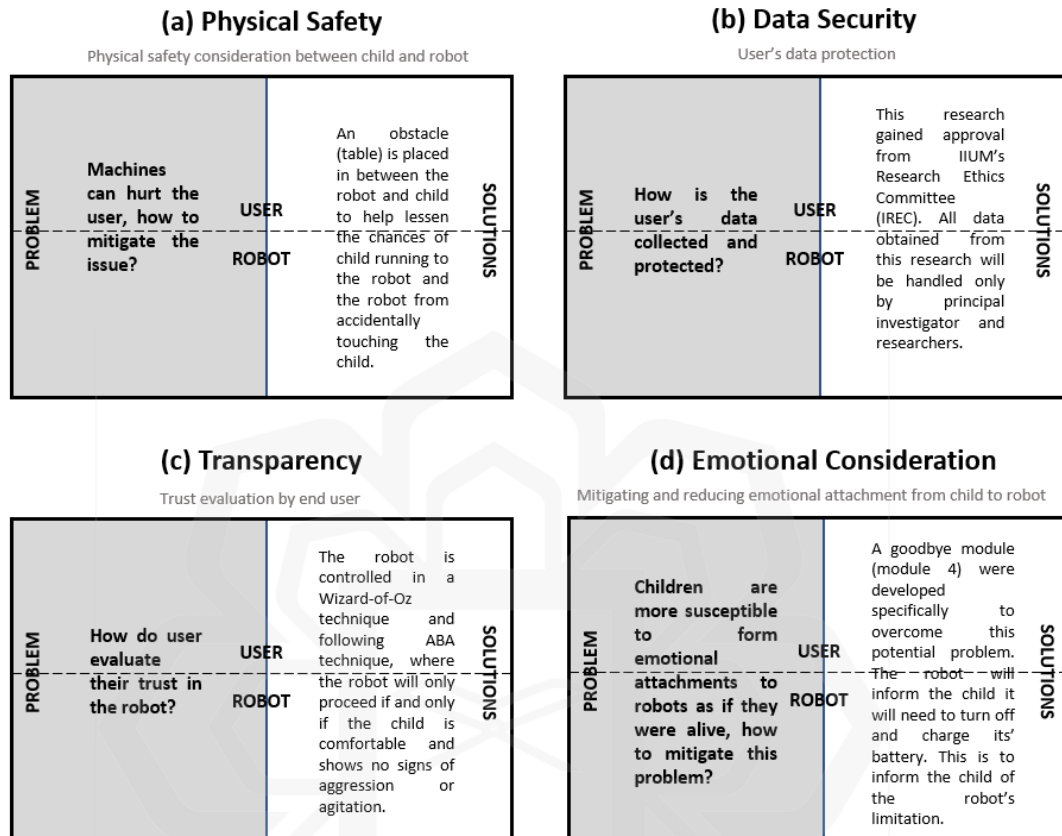 (a) Physical Safety
Physical safety consideration between child and robot
PROBLEM
Machines
can hurt the
user, how to
mitigate the
issue?
USER
ROBOT
An obstacle
(table) is placed
in between the
robot and child
to help lessen
the chances of
child running to
the robot and
the robot from
accidentally
touching the
child.
SOLUTIONS
(b) Data Security
User's data protection
PROBLEM
How is the
user's data
collected and
protected?
USER
ROBOT
This research
gained approval
from IIUM's
Research Ethics
Committee
(IREC). All data
obtained from
this research will
be handled only
by principal
investigator and
researchers.
SOLUTIONS
(c) Transparency
Trust evaluation by end user
PROBLEM
How do user
evaluate
their trust in
the robot?
USER
ROBOT
The robot is
controlled in a
Wizard-of-Oz
technique and
following ABA
technique, where
the robot will only
proceed if and only
if the child is
comfortable and
shows no signs of
aggression or
agitation.
SOLUTIONS
(d) Emotional Consideration
Mitigating and reducing emotional attachment from child to robot
PROBLEM
Children are
more susceptible
to form
emotional
attachments to
robots as if they
were alive, how
to mitigate this
problem?
USER
ROBOT
A goodbye module
(module 4) were
developed
specifically to
overcome this
potential problem.
The robot will
inform the child it
will need to turn off
and charge its'
battery. This is to
inform the child of
the robot's
limitation.
SOLUTIONS